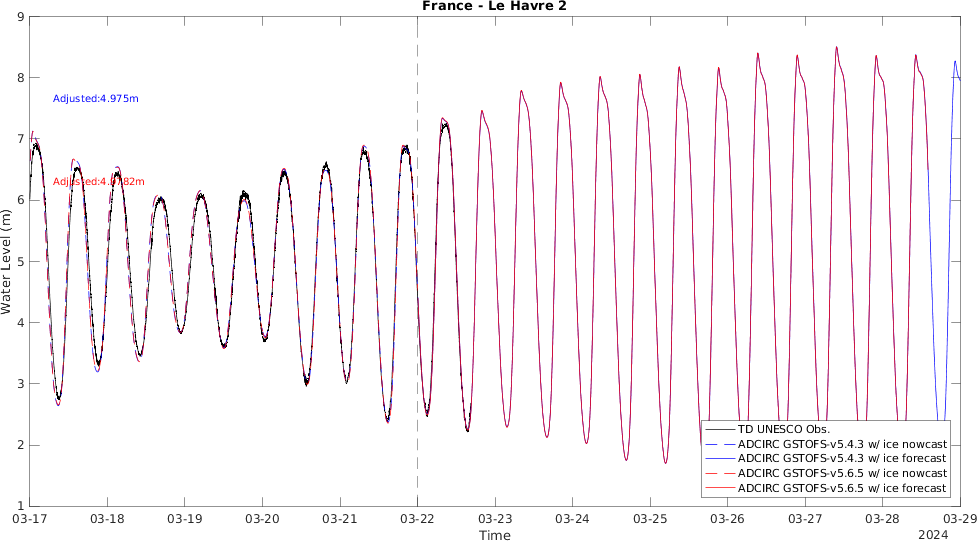 France - Le Havre 2
9
8
7
6
5
4
3
2
1
Water Level (m)
Adjusted:4.975m
TD UNESCO Obs.
ADCIRC GSTOFS-v5.4.3 w/ ice nowcast
ADCIRC GSTOFS-v5.4.3 w/ ice forecast
ADCIRC GSTOFS-v5.6.5 w/ ice nowcast
ADCIRC GSTOFS-v5.6.5 w/ ice forecast
03-17 03-18 03-19 03-20 03-21 03-22 03-23 03-24 03-25 03-26 03-27 03-28 03-29
Time
2024